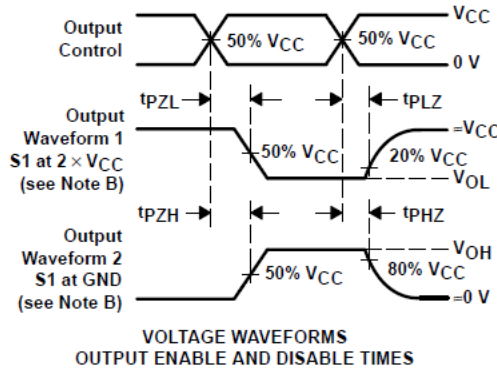 Output
Control
50% VCC
50% VCC
VCC
0 V
tPZL
tPLZ
Output
Waveform 1
S1 at 2 × VCC
(see Note B)
50% VCC
≈VCC
20% VCC
VOL
tPZH
tPHZ
Output
Waveform 2
S1 at GND
(see Note B)
50% VCC
VOH
80% VCC
≈0 V
VOLTAGE WAVEFORMS
OUTPUT ENABLE AND DISABLE TIMES